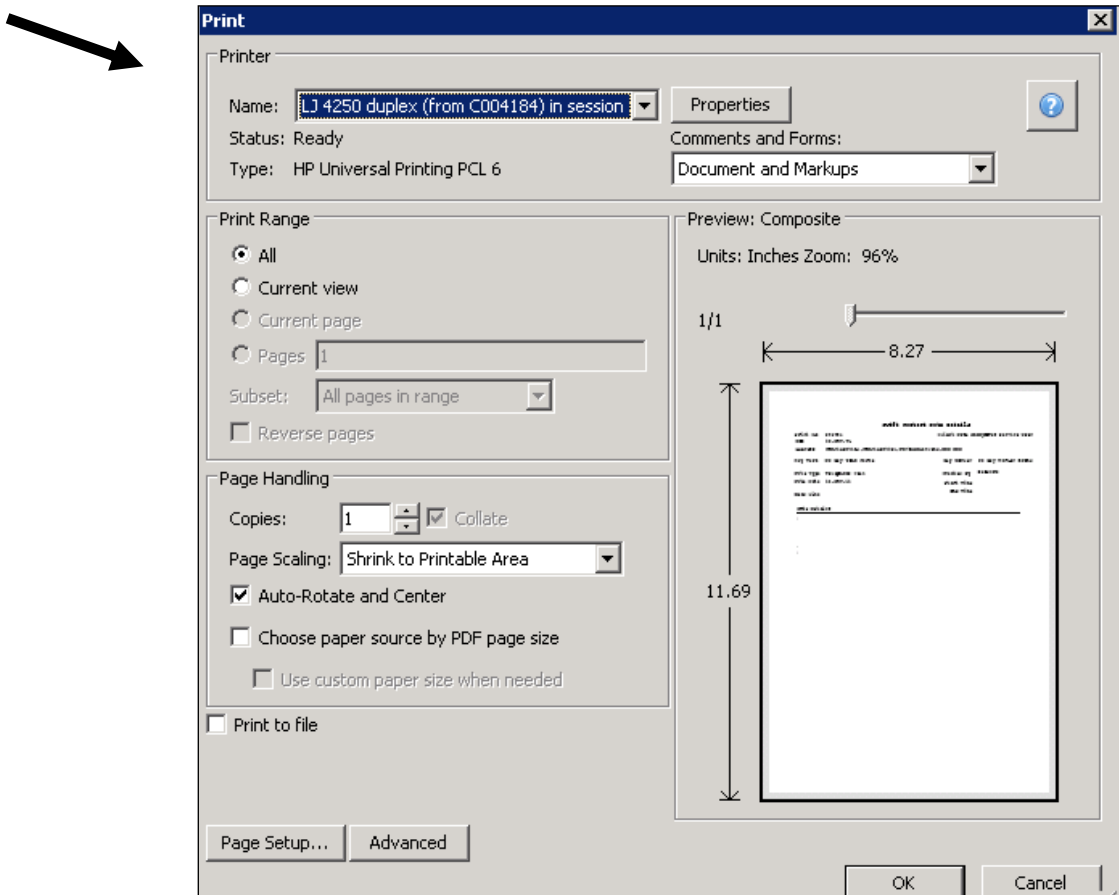 Print
Printer
Name: LJ 4250 duplex (from C004184) in session
Properties
Status: Ready
Comments and Forms:
Type: HP Universal Printing PCL 6
Document and Markups
Print Range
All
Current view
Current page
Pages 1
Subset: All pages in range
Reverse pages
Page Handling
Copies: 1 Collate
Page Scaling: Shrink to Printable Area
Auto-Rotate and Center
Choose paper source by PDF page size
Use custom paper size when needed
Print to file
Preview: Composite
Units: Inches Zoom: 96%
1/1
8.27
11.69
Page Setup... Advanced
OK Cancel